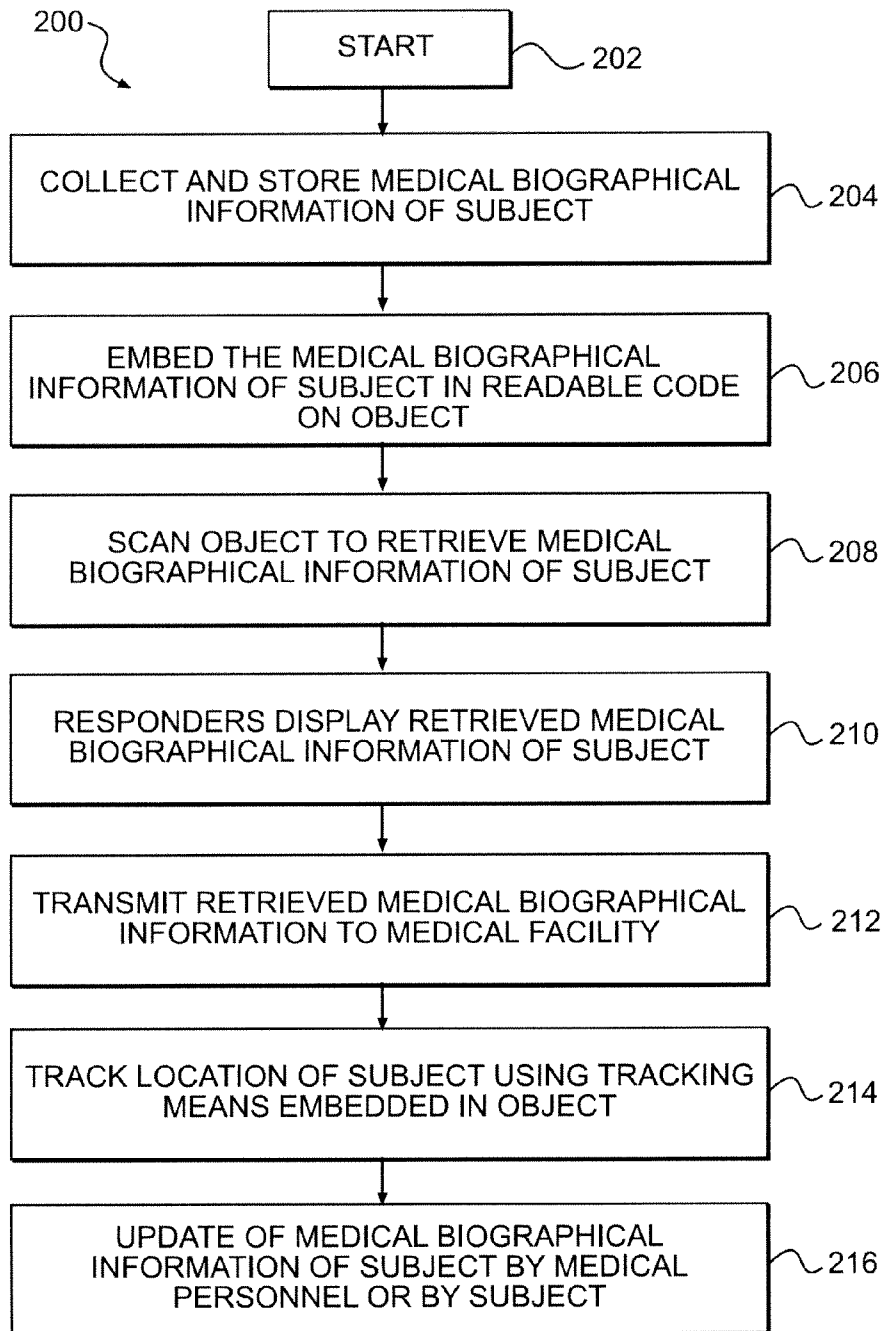 200
START
202
COLLECT AND STORE MEDICAL BIOGRAPHICAL
INFORMATION OF SUBJECT
204
EMBED THE MEDICAL BIOGRAPHICAL
INFORMATION OF SUBJECT IN READABLE CODE
ON OBJECT
206
SCAN OBJECT TO RETRIEVE MEDICAL
BIOGRAPHICAL INFORMATION OF SUBJECT
208
RESPONDERS DISPLAY RETRIEVED MEDICAL
BIOGRAPHICAL INFORMATION OF SUBJECT
210
TRANSMIT RETRIEVED MEDICAL BIOGRAPHICAL
INFORMATION TO MEDICAL FACILITY
212
TRACK LOCATION OF SUBJECT USING TRACKING
MEANS EMBEDDED IN OBJECT
214
UPDATE OF MEDICAL BIOGRAPHICAL
INFORMATION OF SUBJECT BY MEDICAL
PERSONNEL OR BY SUBJECT
216